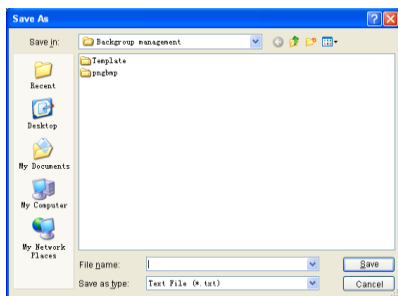 Save As
Save in:
Backgroup management
Template
pngbmp
Recent
Desktop
My Documents
My Computer
My Network
Places
File name:
Save
Save as type:
Text File (*.txt)
Cancel